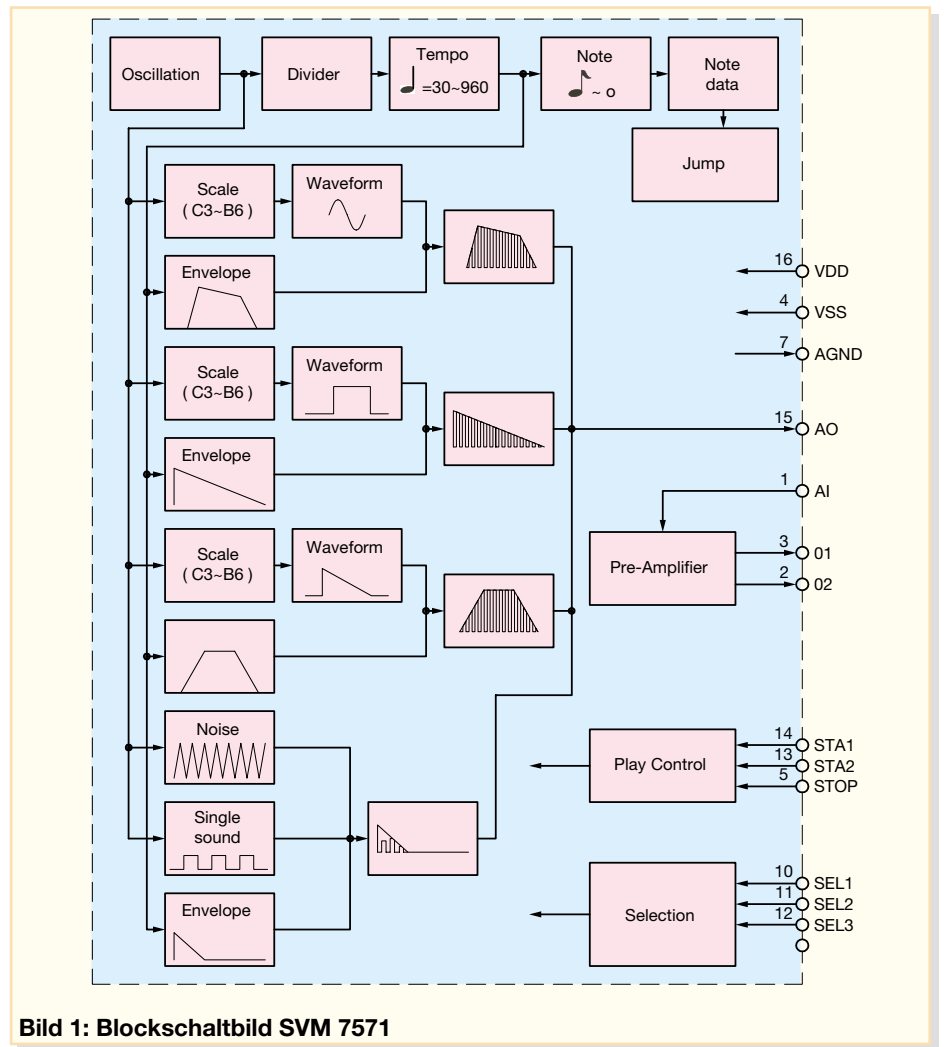 Oscillation
Divider
Tempo
=30~960
Note
~ o
Note
data
Jump
Scale
( C3~B6 )
Waveform
Envelope
16
VDD
4
VSS
7
AGND
Scale
( C3~B6 )
Waveform
15
AO
Envelope
1
AI
Scale
( C3~B6 )
Waveform
Pre-Amplifier
3
01
2
02
Noise
Single
sound
Envelope
Play Control
14
STA1
13
STA2
5
STOP
Selection
10
SEL1
11
SEL2
12
SEL3
Bild 1: Blockschaltbild SVM 7571